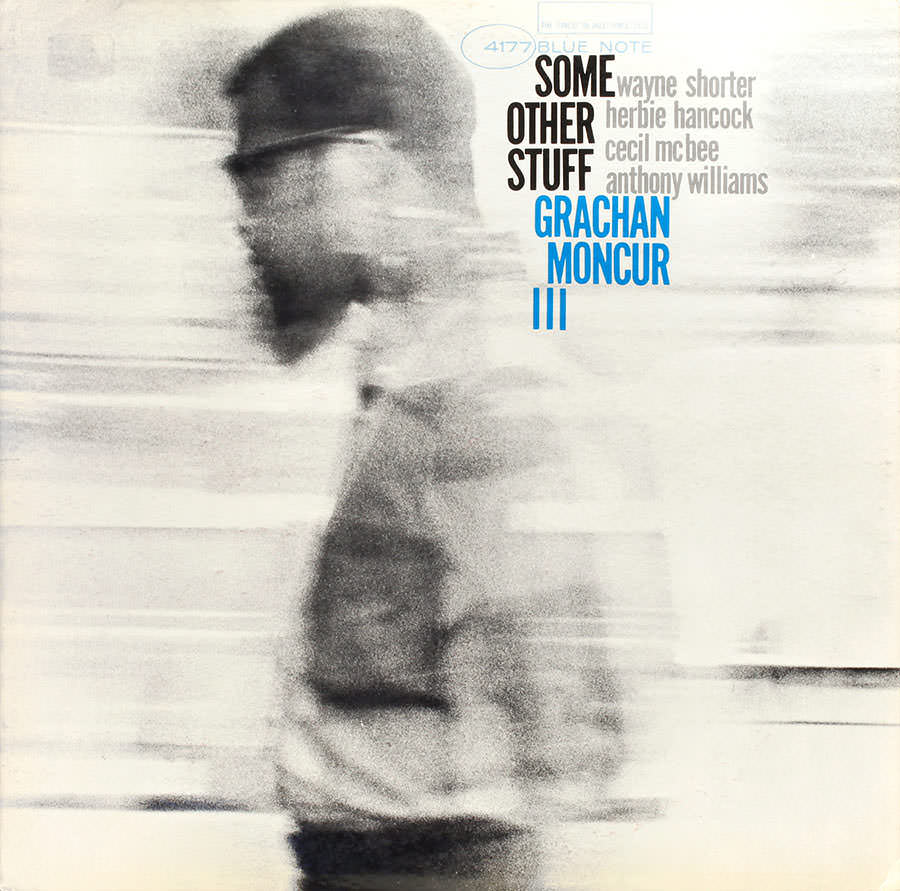 4177 BLUE NOTE
SOME wayne shorter
OTHER herbie hancock
STUFF cecil mcbee
anthony williams
GRACHAN
MONCUR
III